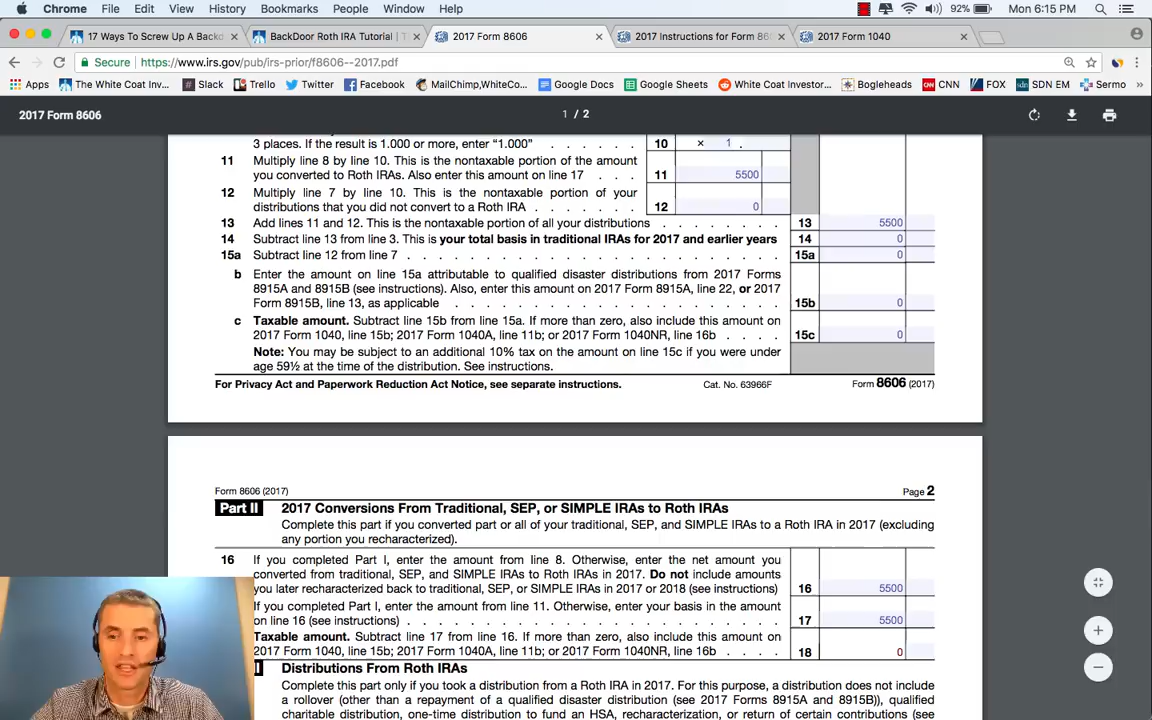 Chrome File Edit View History Bookmarks People Window Help 92% Mon 6:15 PM
17 Ways To Screw Up A Backd × BackDoor Roth IRA Tutorial | T × 2017 Form 8606 × 2017 Instructions for Form 86 × 2017 Form 1040 ×
Secure https://www.irs.gov/pub/irs-prior/f8606--2017.pdf
Apps The White Coat Inv... Slack Trello Twitter Facebook MailChimp,WhiteCo... Google Docs Google Sheets White Coat Investor... Bogleheads CNN FOX SDN EM Sermo »
2017 Form 8606 1 / 2
3 places. If the result is 1.000 or more, enter “1.000” . . . . . . 10 × 1 .
11 Multiply line 8 by line 10. This is the nontaxable portion of the amount
you converted to Roth IRAs. Also enter this amount on line 17 . . . 11 5500
12 Multiply line 7 by line 10. This is the nontaxable portion of your
distributions that you did not convert to a Roth IRA . . . . . . . 12 0
13 Add lines 11 and 12. This is the nontaxable portion of all your distributions . . . . . . . 13 5500
14 Subtract line 13 from line 3. This is your total basis in traditional IRAs for 2017 and earlier years 14 0
15a Subtract line 12 from line 7 . . . . . . . . . . . . . . . . . . . . . 15a 0
b Enter the amount on line 15a attributable to qualified disaster distributions from 2017 Forms
8915A and 8915B (see instructions). Also, enter this amount on 2017 Form 8915A, line 22, or 2017
Form 8915B, line 13, as applicable . . . . . . . . . . . . . . . . . . 15b 0
c Taxable amount. Subtract line 15b from line 15a. If more than zero, also include this amount on
2017 Form 1040, line 15b; 2017 Form 1040A, line 11b; or 2017 Form 1040NR, line 16b . . . . 15c 0
Note: You may be subject to an additional 10% tax on the amount on line 15c if you were under
age 59½ at the time of the distribution. See instructions.
For Privacy Act and Paperwork Reduction Act Notice, see separate instructions. Cat. No. 63966F Form 8606 (2017)
Form 8606 (2017) Page 2
Part II 2017 Conversions From Traditional, SEP, or SIMPLE IRAs to Roth IRAs
Complete this part if you converted part or all of your traditional, SEP, and SIMPLE IRAs to a Roth IRA in 2017 (excluding
any portion you recharacterized).
16 If you completed Part I, enter the amount from line 8. Otherwise, enter the net amount you
converted from traditional, SEP, and SIMPLE IRAs to Roth IRAs in 2017. Do not include amounts
you later recharacterized back to traditional, SEP, or SIMPLE IRAs in 2017 or 2018 (see instructions) 16 5500
If you completed Part I, enter the amount from line 11. Otherwise, enter your basis in the amount
on line 16 (see instructions) . . . . . . . . . . . . . . . . . . . . 17 5500
Taxable amount. Subtract line 17 from line 16. If more than zero, also include this amount on
2017 Form 1040, line 15b; 2017 Form 1040A, line 11b; or 2017 Form 1040NR, line 16b . . . . 18 0
Distributions From Roth IRAs
Complete this part only if you took a distribution from a Roth IRA in 2017. For this purpose, a distribution does not include
a rollover (other than a repayment of a qualified disaster distribution (see 2017 Forms 8915A and 8915B)), qualified
charitable distribution, one-time distribution to fund an HSA, recharacterization, or return of certain contributions (see